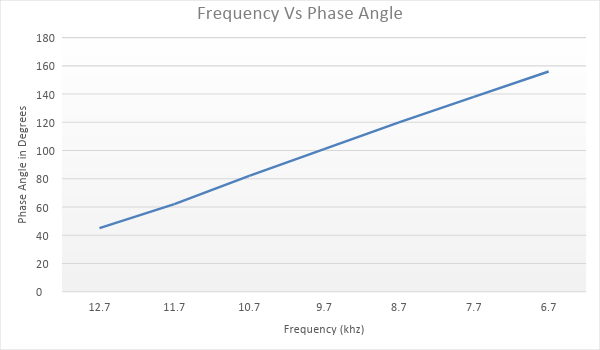 Frequency Vs Phase Angle
180
160
140
120
100
80
60
40
20
0
Phase Angle in Degrees
12.7 11.7 10.7 9.7 8.7 7.7 6.7
Frequency (khz)